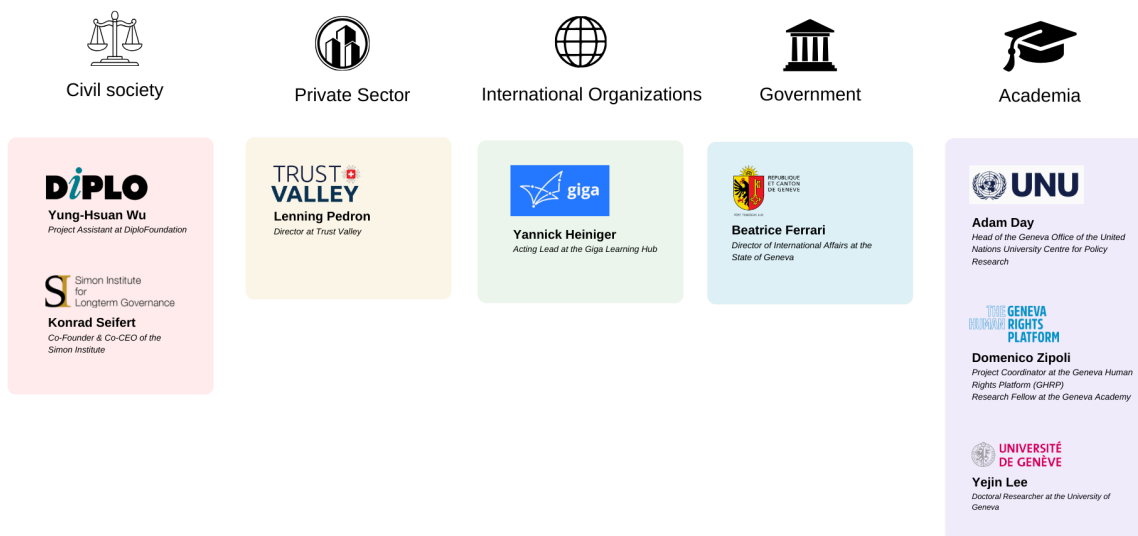 Civil society
Private Sector
International Organizations
Government
Academia
DiPLO
Yung-Hsuan Wu
Project Assistant at DiploFoundation
Simon Institute
for
Longterm Governance
SI
Konrad Seifert
Co-Founder & Co-CEO of the
Simon Institute
TRUST
VALLEY
Lenning Pedron
Director at Trust Valley
giga
Yannick Heiniger
Acting Lead at the Giga Learning Hub
REPUBLIQUE
ET CANTON
DE GENEVE
POST TENEBRAS LUX
Beatrice Ferrari
Director of International Affairs at the
State of Geneva
UNU
Adam Day
Head of the Geneva Office of the United
Nations University Centre for Policy
Research
THE GENEVA
HUMAN RIGHTS
PLATFORM
Domenico Zipoli
Project Coordinator at the Geneva Human
Rights Platform (GHRP)
Research Fellow at the Geneva Academy
UNIVERSITÉ
DE GENÈVE
Yejin Lee
Doctoral Researcher at the University of
Geneva